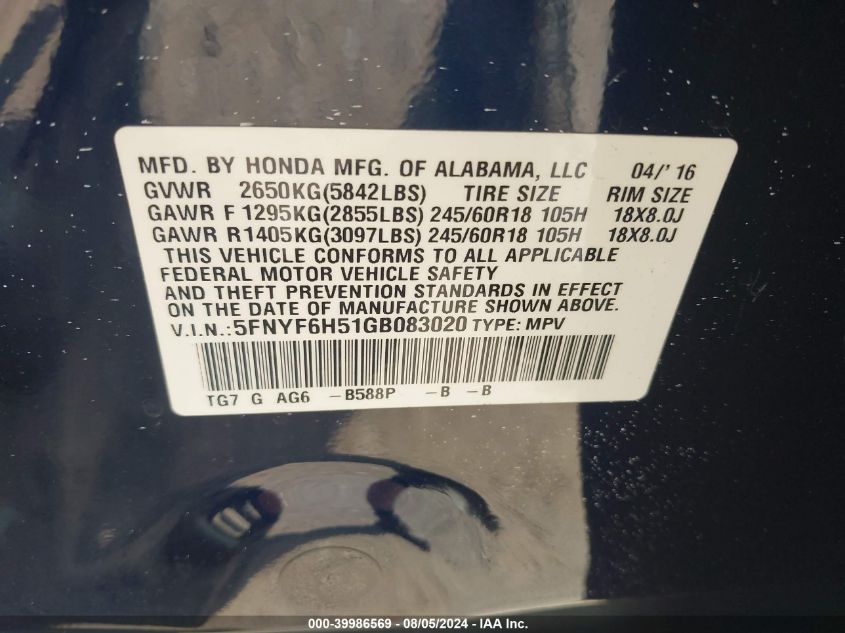 MFD. BY HONDA MFG. OF ALABAMA, LLC 04/'16
GVWR 2650KG(5842LBS) TIRE SIZE RIM SIZE
GAWR F 1295KG(2855LBS) 245/60R18 105H 18X8.0J
GAWR R1405KG(3097LBS) 245/60R18 105H 18X8.0J
THIS VEHICLE CONFORMS TO ALL APPLICABLE
FEDERAL MOTOR VEHICLE SAFETY
AND THEFT PREVENTION STANDARDS IN EFFECT
ON THE DATE OF MANUFACTURE SHOWN ABOVE.
V.I.N.:5FNYF6H51GB083020 TYPE: MPV
TG7 G AG6 -B588P -B -B
000-39986569 - 08/05/2024 - IAA Inc.